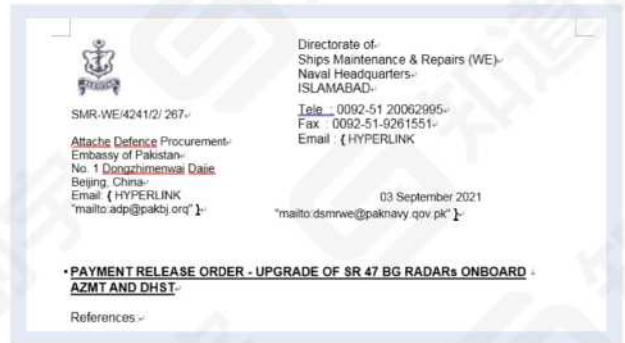 Directorate of
Ships Maintenance & Repairs (WE)
Naval Headquarters
ISLAMABAD
SMR-WE/4241/2/ 267
Tele : 0092-51 20062995
Fax : 0092-51-9261551
Email : { HYPERLINK
Attache Defence Procurement
Embassy of Pakistan
No. 1 Dongzhimenwai Dajie
Beijing, China
Email: { HYPERLINK
"mailto:adp@pakbj.org" }
03 September 2021
"mailto:dsmrwe@paknavy.gov.pk" }
• PAYMENT RELEASE ORDER - UPGRADE OF SR 47 BG RADARs ONBOARD
AZMT AND DHST
References